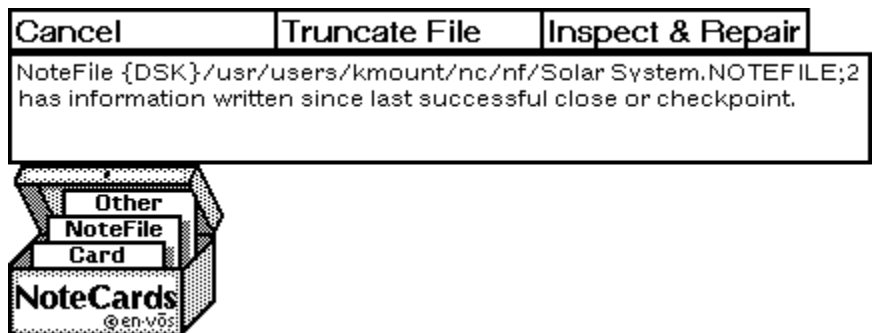 Cancel
Truncate File
Inspect & Repair
NoteFile {DSK}/usr/users/kmount/nc/nf/Solar System.NOTEFILE;2
has information written since last successful close or checkpoint.
Other
NoteFile
Card
NoteCards
©en·vōs